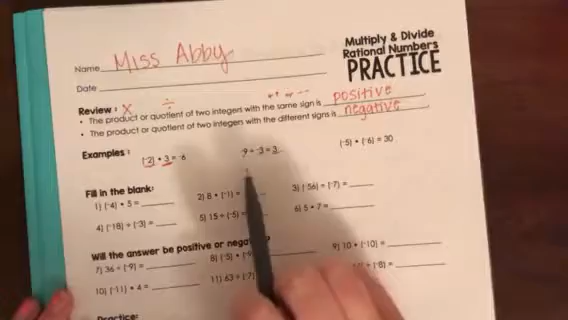 Multiply & Divide
Rational Numbers
PRACTICE
Name Miss Abby
Date
Review: × ÷
++ or --
• The product or quotient of two integers with the same sign is positive
• The product or quotient of two integers with the different signs is negative
Examples:
(-2) • 3 = -6
(-5) • (-6) = 30
Fill in the blank:
1) (-4) • 5 =
2) 8 • (-1) =
3) (-56) ÷ (-7) =
4) (-18) ÷ (-3) =
5) 15 ÷ (-5) =
6) 5 • 7 =
Will the answer be positive or
7) 36 ÷ (-9) =
8) (-5) •
9) 10 • (-10) =
10) (-11) • 4 =
11) 63 ÷ (-7)
(-8) =
Practice: